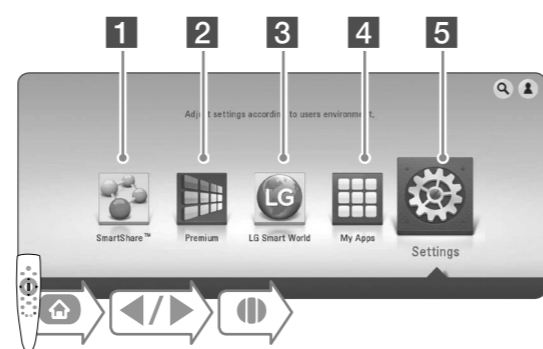 1 2 3 4 5
Adjust settings according to users environment.
LG
SmartShare™ Premium LG Smart World My Apps Settings